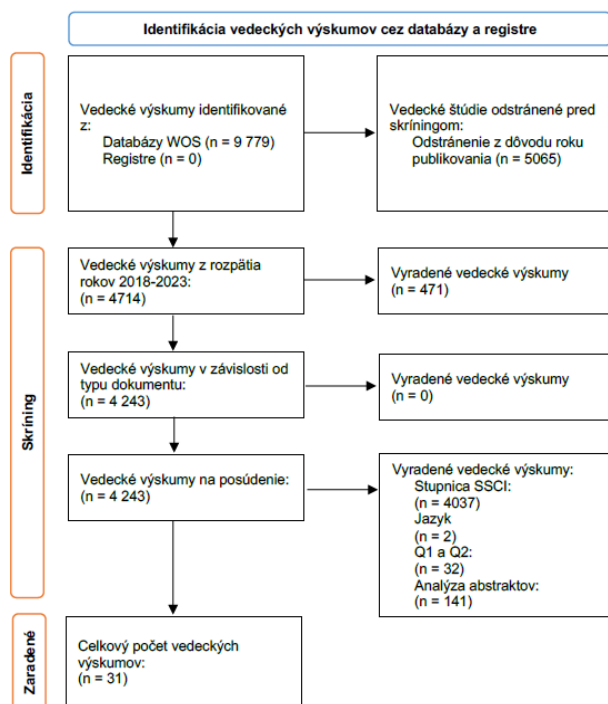 Identifikácia vedeckých výskumov cez databázy a registre
Identifikácia
Vedecké výskumy identifikované
z:
Databázy WOS (n = 9 779)
Registre (n = 0)
Vedecké štúdie odstránené pred
skríningom:
Odstránenie z dôvodu roku
publikovania (n = 5065)
Skríning
Vedecké výskumy z rozpätia
rokov 2018-2023:
(n = 4714)
Vyradené vedecké výskumy
(n = 471)
Vedecké výskumy v závislosti od
typu dokumentu:
(n = 4 243)
Vyradené vedecké výskumy
(n = 0)
Vedecké výskumy na posúdenie:
(n = 4 243)
Vyradené vedecké výskumy:
Stupnica SSCI:
(n = 4037)
Jazyk
(n = 2)
Q1 a Q2:
(n = 32)
Analýza abstraktov:
(n = 141)
Zaradené
Celkový počet vedeckých
výskumov:
(n = 31)